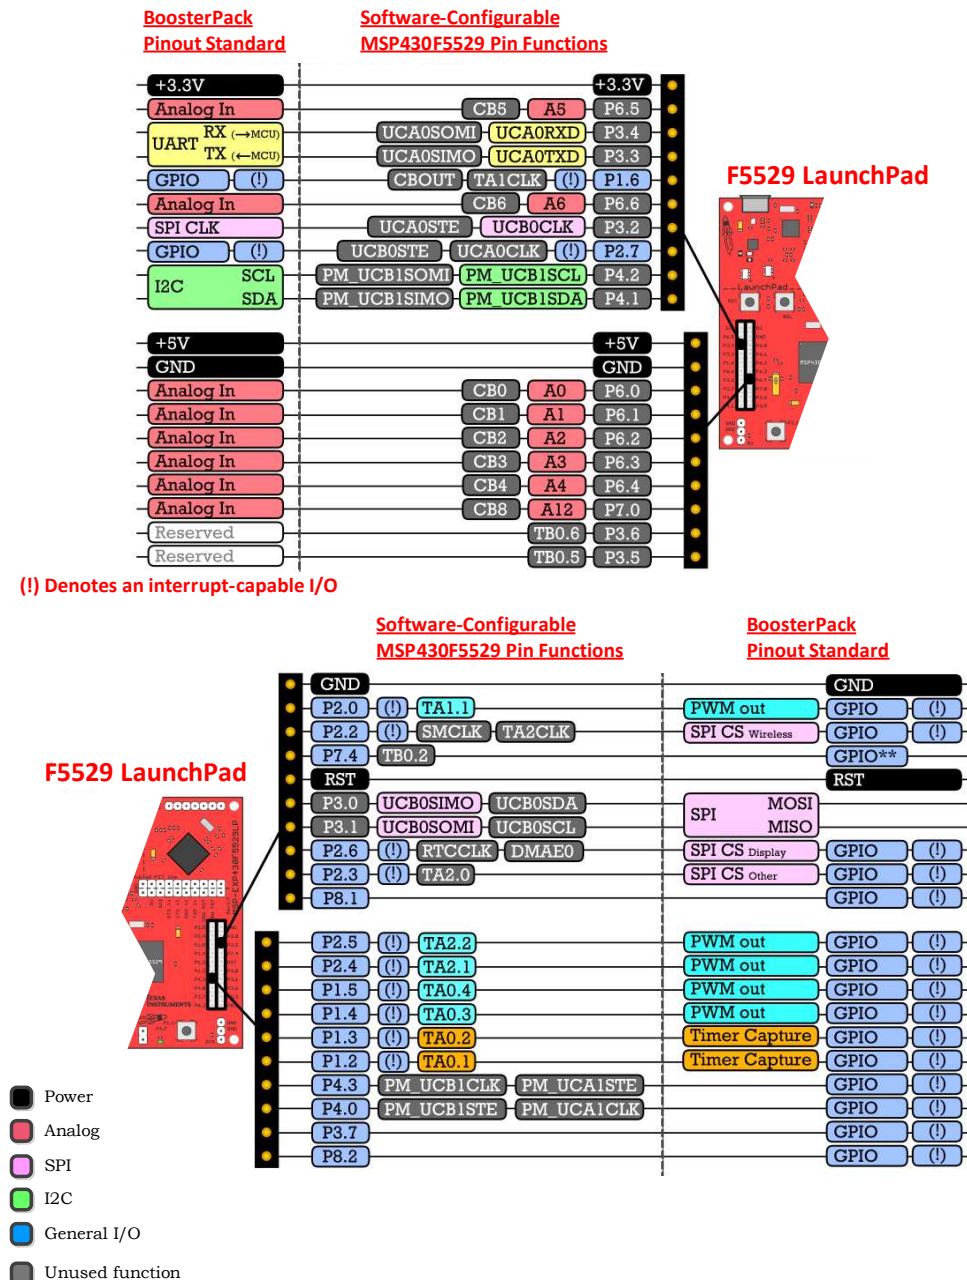 BoosterPack Software-Configurable
Pinout Standard MSP430F5529 Pin Functions
+3.3V +3.3V
Analog In CB5 A5 P6.5
UART RX (→MCU) UCA0SOMI UCA0RXD P3.4
TX (←MCU) UCA0SIMO UCA0TXD P3.3
GPIO (!) CBOUT TA1CLK (!) P1.6
Analog In CB6 A6 P6.6
SPI CLK UCA0STE UCB0CLK P3.2
GPIO (!) UCB0STE UCA0CLK (!) P2.7
I2C SCL PM_UCB1SOMI PM_UCB1SCL P4.2
SDA PM_UCB1SIMO PM_UCB1SDA P4.1
F5529 LaunchPad
LaunchPad
+5V +5V
GND GND
Analog In CB0 A0 P6.0
Analog In CB1 A1 P6.1
Analog In CB2 A2 P6.2
Analog In CB3 A3 P6.3
Analog In CB4 A4 P6.4
Analog In CB8 A12 P7.0
Reserved TB0.6 P3.6
Reserved TB0.5 P3.5
(!) Denotes an interrupt-capable I/O
Software-Configurable BoosterPack
MSP430F5529 Pin Functions Pinout Standard
GND GND
P2.0 (!) TA1.1 PWM out GPIO (!)
P2.2 (!) SMCLK TA2CLK SPI CS Wireless GPIO (!)
P7.4 TB0.2 GPIO**
RST RST
P3.0 UCB0SIMO UCB0SDA SPI MOSI
P3.1 UCB0SOMI UCB0SCL MISO
P2.6 (!) RTCCLK DMAE0 SPI CS Display GPIO (!)
P2.3 (!) TA2.0 SPI CS Other GPIO (!)
P8.1 GPIO (!)
F5529 LaunchPad
MSP-EXP430F5529LP
TEXAS
INSTRUMENTS
P2.5 (!) TA2.2 PWM out GPIO (!)
P2.4 (!) TA2.1 PWM out GPIO (!)
P1.5 (!) TA0.4 PWM out GPIO (!)
P1.4 (!) TA0.3 PWM out GPIO (!)
P1.3 (!) TA0.2 Timer Capture GPIO (!)
P1.2 (!) TA0.1 Timer Capture GPIO (!)
P4.3 PM_UCB1CLK PM_UCA1STE GPIO (!)
P4.0 PM_UCB1STE PM_UCA1CLK GPIO (!)
P3.7 GPIO (!)
P8.2 GPIO (!)
Power
Analog
SPI
I2C
General I/O
Unused function